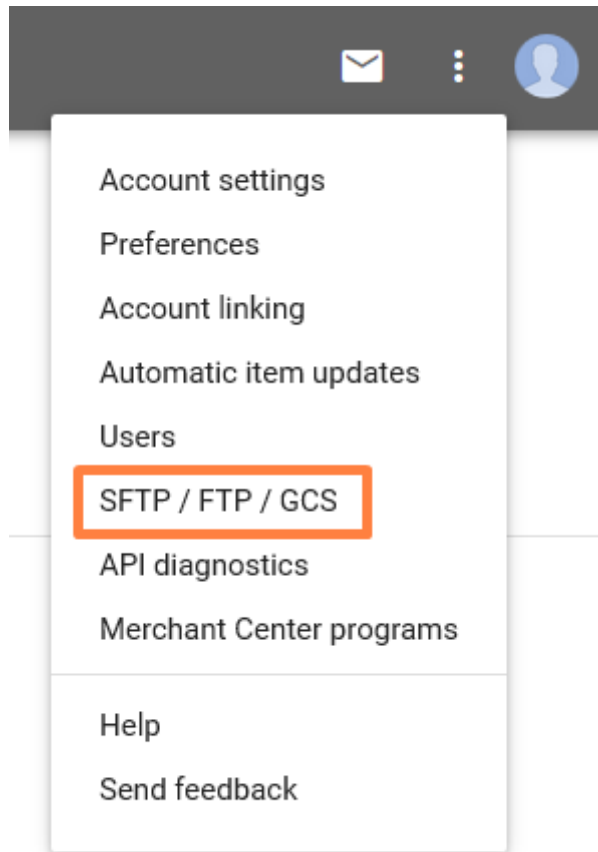 Account settings
Preferences
Account linking
Automatic item updates
Users
SFTP / FTP / GCS
API diagnostics
Merchant Center programs
Help
Send feedback